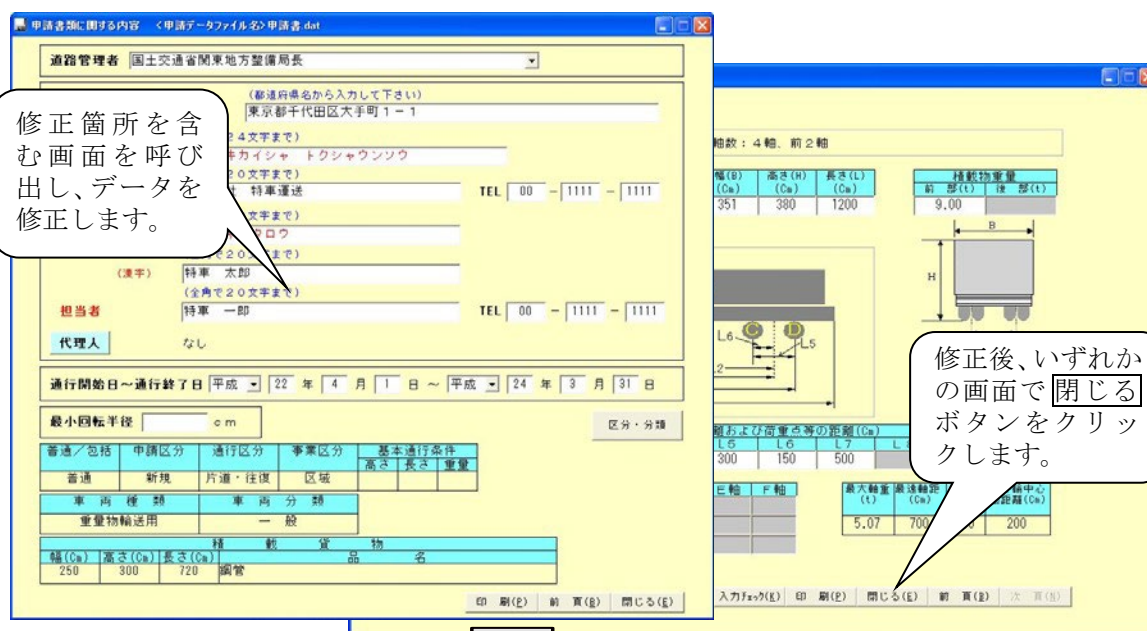 申請書類に関する内容 <申請データファイル名>申請書.dat
道路管理者 国土交通省関東地方整備局長
(都道府県名から入力して下さい)
東京都千代田区大手町1-1
24文字まで)
キカイシャ トクシャウンソウ
20文字まで)
特車運送 TEL 00 - 1111 - 1111
文字まで)
タロウ
で20文字まで)
(漢字) 特車 太郎
(全角で20文字まで)
担当者 特車 一郎 TEL 00 - 1111 - 1111
代理人 なし
通行開始日~通行終了日 平成 22 年 4 月 1 日 ~ 平成 24 年 3 月 31 日
最小回転半径 cm 区分・分類
普通/包括 申請区分 通行区分 事業区分 基本通行条件
高さ 長さ 重量
普通 新規 片道・往復 区域
車両種類 車両分類
重量物輸送用 一般
積載貨物
幅(Cm) 高さ(Cm) 長さ(Cm) 品名
250 300 720 鋼管
印刷(P) 前頁(B) 閉じる(E)
修正箇所を含
む画面を呼び
出し、データを
修正します。
軸数:4軸、前2軸
幅(B) 高さ(H) 長さ(L) 積載物重量
(Cm) (Cm) (Cm) 前部(t) 後部(t)
351 380 1200 9.00
B
H
L6 C D L5
L2
離および荷重点等の距離(Cm)
L5 L6 L7
300 150 500
E軸 F軸 最大軸重 最遠軸距
(t) (Cm)
5.07 700 200
入力チェック(K) 印刷(P) 閉じる(E) 前頁(B) 次頁(N)
修正後、いずれか
の画面で閉じる
ボタンをクリッ
クします。